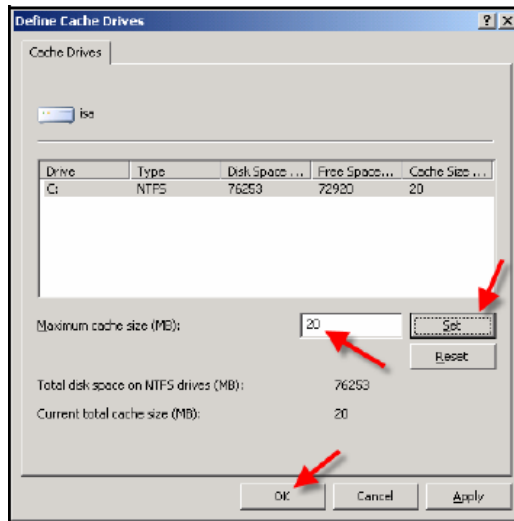 Define Cache Drives
Cache Drives
isa
Drive Type Disk Space ... Free Space... Cache Size ...
C: NTFS 76253 72920 20
Maximum cache size (MB): 20 Set
Reset
Total disk space on NTFS drives (MB): 76253
Current total cache size (MB): 20
OK Cancel Apply